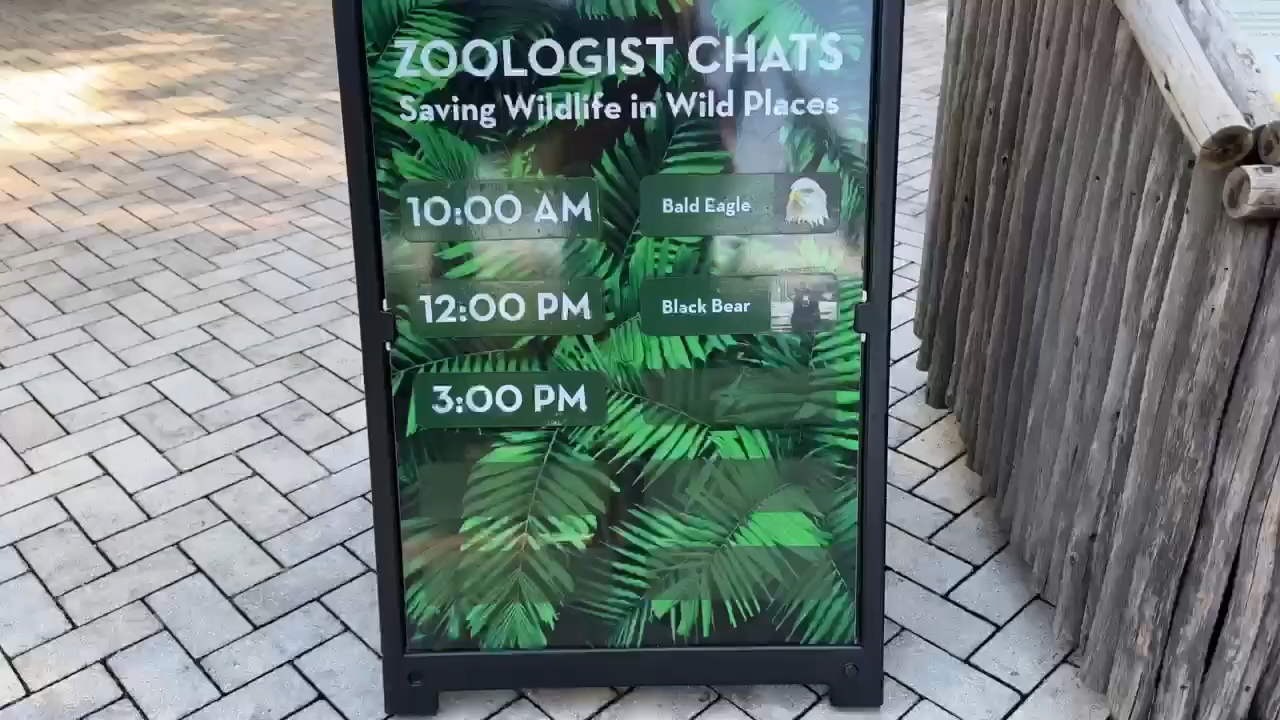 ZOOLOGIST CHATS
Saving Wildlife in Wild Places
10:00 AM Bald Eagle
12:00 PM Black Bear
3:00 PM